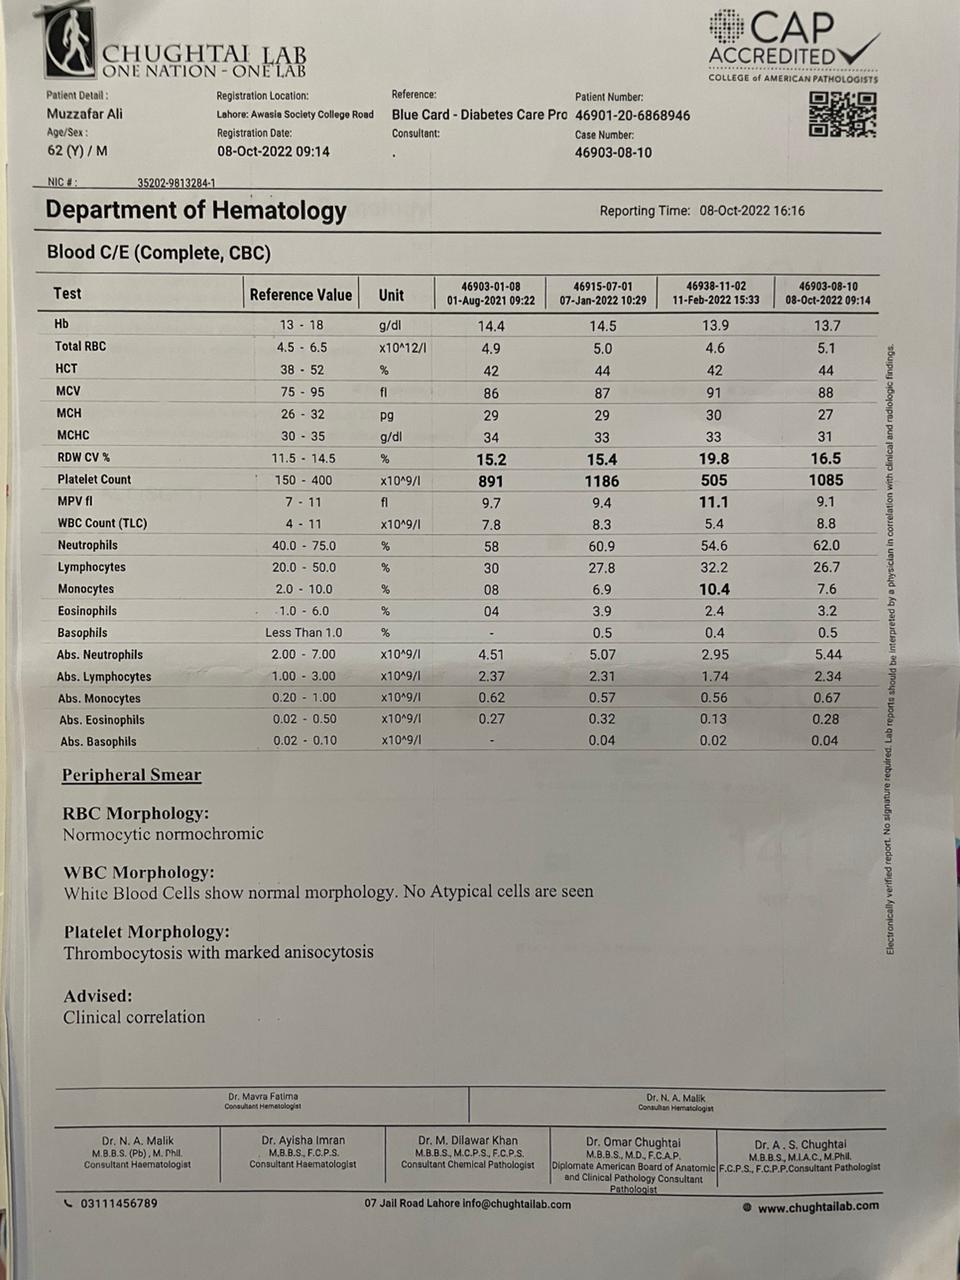 CHUGHTAI LAB
ONE NATION - ONE LAB
CAP
ACCREDITED
COLLEGE of AMERICAN PATHOLOGISTS
Patient Detail : Registration Location: Reference: Patient Number:
Muzzafar Ali Lahore: Awasia Society College Road Blue Card - Diabetes Care Pro 46901-20-6868946
Age/Sex : Registration Date: Consultant: Case Number:
62 (Y) / M 08-Oct-2022 09:14 . 46903-08-10
NIC # : 35202-9813284-1
Department of Hematology Reporting Time: 08-Oct-2022 16:16
Blood C/E (Complete, CBC)
Test Reference Value Unit 46903-01-08 01-Aug-2021 09:22 46915-07-01 07-Jan-2022 10:29 46938-11-02 11-Feb-2022 15:33 46903-08-10 08-Oct-2022 09:14
Hb 13 - 18 g/dl 14.4 14.5 13.9 13.7
Total RBC 4.5 - 6.5 x10^12/l 4.9 5.0 4.6 5.1
HCT 38 - 52 % 42 44 42 44
MCV 75 - 95 fl 86 87 91 88
MCH 26 - 32 pg 29 29 30 27
MCHC 30 - 35 g/dl 34 33 33 31
RDW CV % 11.5 - 14.5 % 15.2 15.4 19.8 16.5
Platelet Count 150 - 400 x10^9/l 891 1186 505 1085
MPV fl 7 - 11 fl 9.7 9.4 11.1 9.1
WBC Count (TLC) 4 - 11 x10^9/l 7.8 8.3 5.4 8.8
Neutrophils 40.0 - 75.0 % 58 60.9 54.6 62.0
Lymphocytes 20.0 - 50.0 % 30 27.8 32.2 26.7
Monocytes 2.0 - 10.0 % 08 6.9 10.4 7.6
Eosinophils 1.0 - 6.0 % 04 3.9 2.4 3.2
Basophils Less Than 1.0 % - 0.5 0.4 0.5
Abs. Neutrophils 2.00 - 7.00 x10^9/l 4.51 5.07 2.95 5.44
Abs. Lymphocytes 1.00 - 3.00 x10^9/l 2.37 2.31 1.74 2.34
Abs. Monocytes 0.20 - 1.00 x10^9/l 0.62 0.57 0.56 0.67
Abs. Eosinophils 0.02 - 0.50 x10^9/l 0.27 0.32 0.13 0.28
Abs. Basophils 0.02 - 0.10 x10^9/l - 0.04 0.02 0.04
Peripheral Smear
RBC Morphology:
Normocytic normochromic
WBC Morphology:
White Blood Cells show normal morphology. No Atypical cells are seen
Platelet Morphology:
Thrombocytosis with marked anisocytosis
Advised:
Clinical correlation
Electronically verified report. No signature required. Lab reports should be interpreted by a physician in correlation with clinical and radiologic findings.
Dr. Mavra Fatima
Consultant Hematologist
Dr. N. A. Malik
Consultan Hematologist
Dr. N. A. Malik
M.B.B.S. (Pb) , M. Phil.
Consultant Haematologist
Dr. Ayisha Imran
M.B.B.S., F.C.P.S.
Consultant Haematologist
Dr. M. Dilawar Khan
M.B.B.S., M.C.P.S., F.C.P.S.
Consultant Chemical Pathologist
Dr. Omar Chughtai
M.B.B.S., M.D., F.C.A.P.
Diplomate American Board of Anatomic
and Clinical Pathology Consultant
Pathologist
Dr. A . S. Chughtai
M.B.B.S., M.I.A.C., M.Phil.
F.C.P.S., F.C.P.P.Consultant Pathologist
03111456789 07 Jail Road Lahore info@chughtailab.com www.chughtailab.com